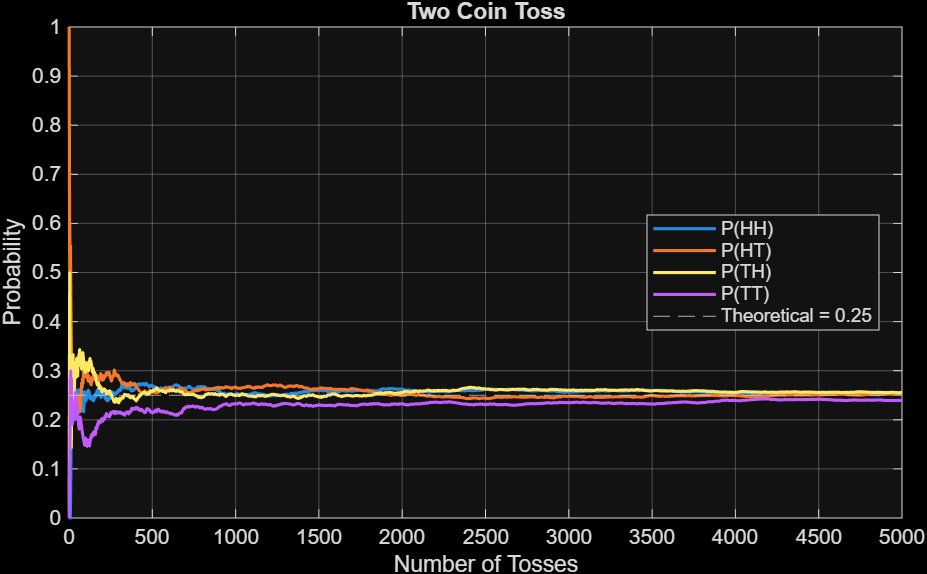 Two Coin Toss
1
0.9
0.8
0.7
0.6
0.5
0.4
0.3
0.2
0.1
0
Probability
P(HH)
P(HT)
P(TH)
P(TT)
Theoretical = 0.25
0 500 1000 1500 2000 2500 3000 3500 4000 4500 5000
Number of Tosses